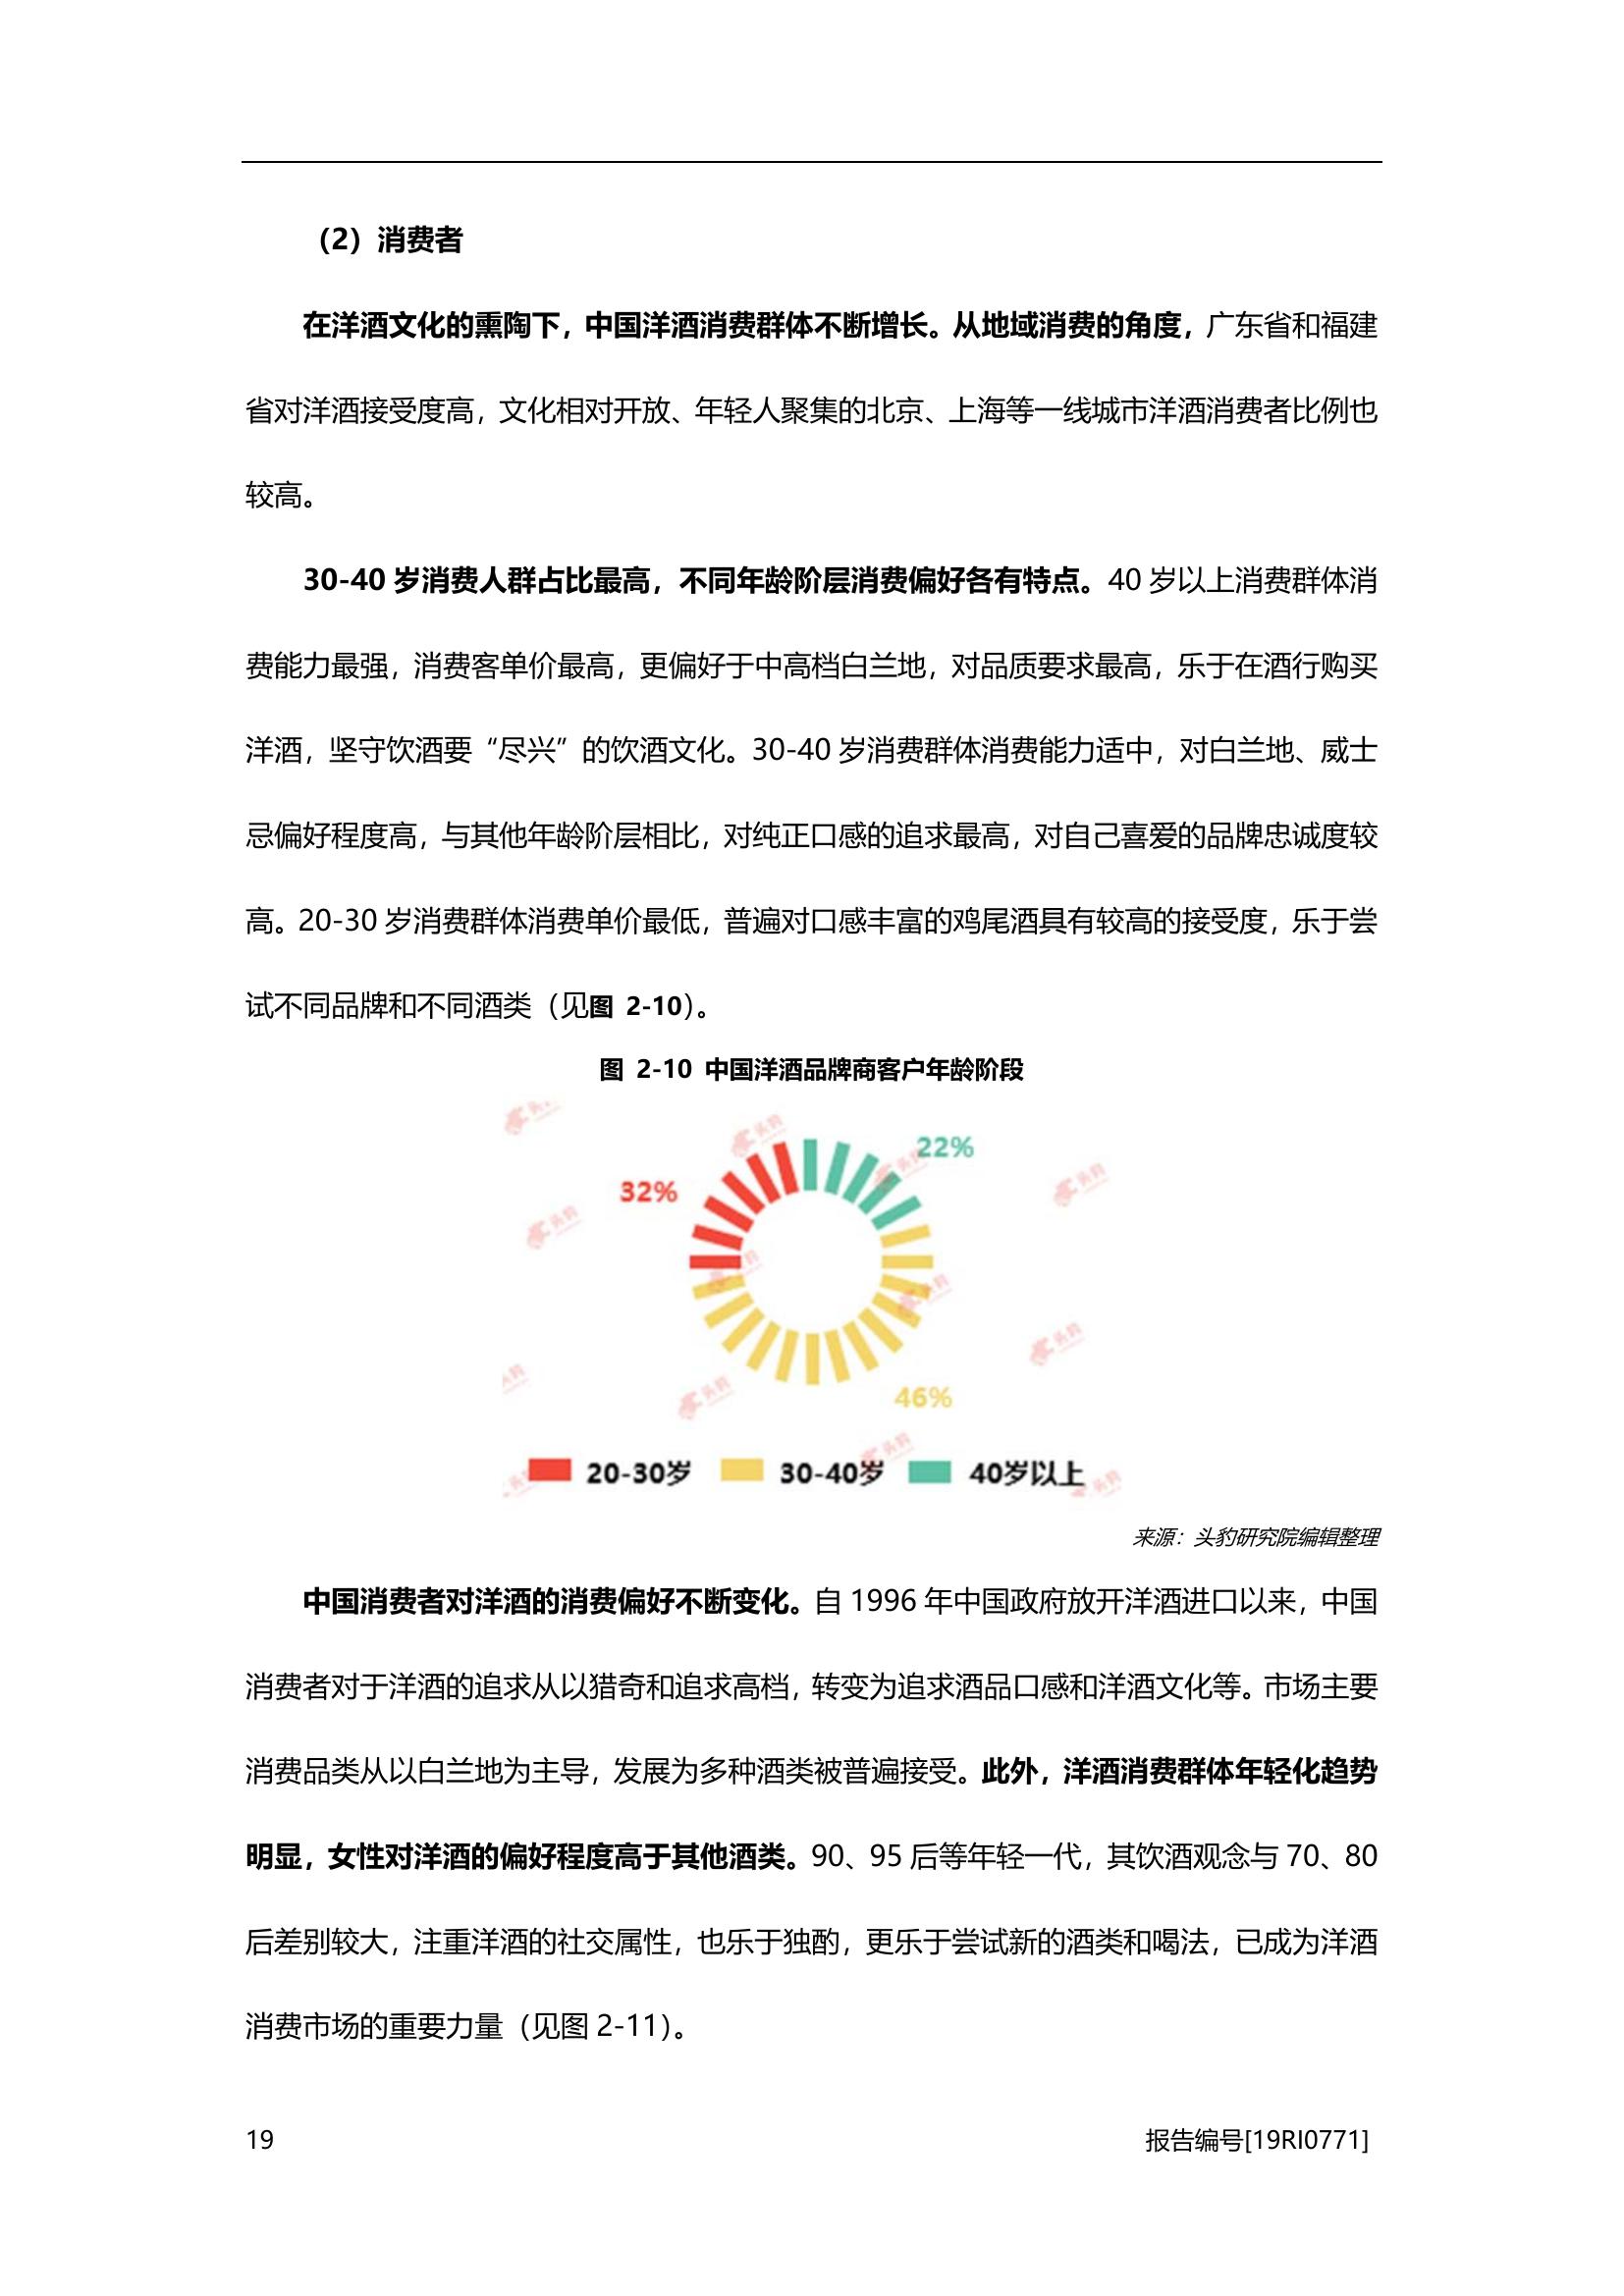 （2）消费者
在洋酒文化的熏陶下，中国洋酒消费群体不断增长。从地域消费的角度，广东省和福建
省对洋酒接受度高，文化相对开放、年轻人聚集的北京、上海等一线城市洋酒消费者比例也
较高。
30-40 岁消费人群占比最高，不同年龄阶层消费偏好各有特点。40 岁以上消费群体消
费能力最强，消费客单价最高，更偏好于中高档白兰地，对品质要求最高，乐于在酒行购买
洋酒，坚守饮酒要“尽兴”的饮酒文化。30-40 岁消费群体消费能力适中，对白兰地、威士
忌偏好程度高，与其他年龄阶层相比，对纯正口感的追求最高，对自己喜爱的品牌忠诚度较
高。20-30 岁消费群体消费单价最低，普遍对口感丰富的鸡尾酒具有较高的接受度，乐于尝
试不同品牌和不同酒类（见图 2-10）。
图 2-10 中国洋酒品牌商客户年龄阶段
22%
32%
46%
20-30岁 30-40岁 40岁以上
来源：头豹研究院编辑整理
中国消费者对洋酒的消费偏好不断变化。自 1996 年中国政府放开洋酒进口以来，中国
消费者对于洋酒的追求从以猎奇和追求高档，转变为追求酒品口感和洋酒文化等。市场主要
消费品类从以白兰地为主导，发展为多种酒类被普遍接受。此外，洋酒消费群体年轻化趋势
明显，女性对洋酒的偏好程度高于其他酒类。90、95 后等年轻一代，其饮酒观念与 70、80
后差别较大，注重洋酒的社交属性，也乐于独酌，更乐于尝试新的酒类和喝法，已成为洋酒
消费市场的重要力量（见图 2-11）。
19 报告编号[19RI0771]